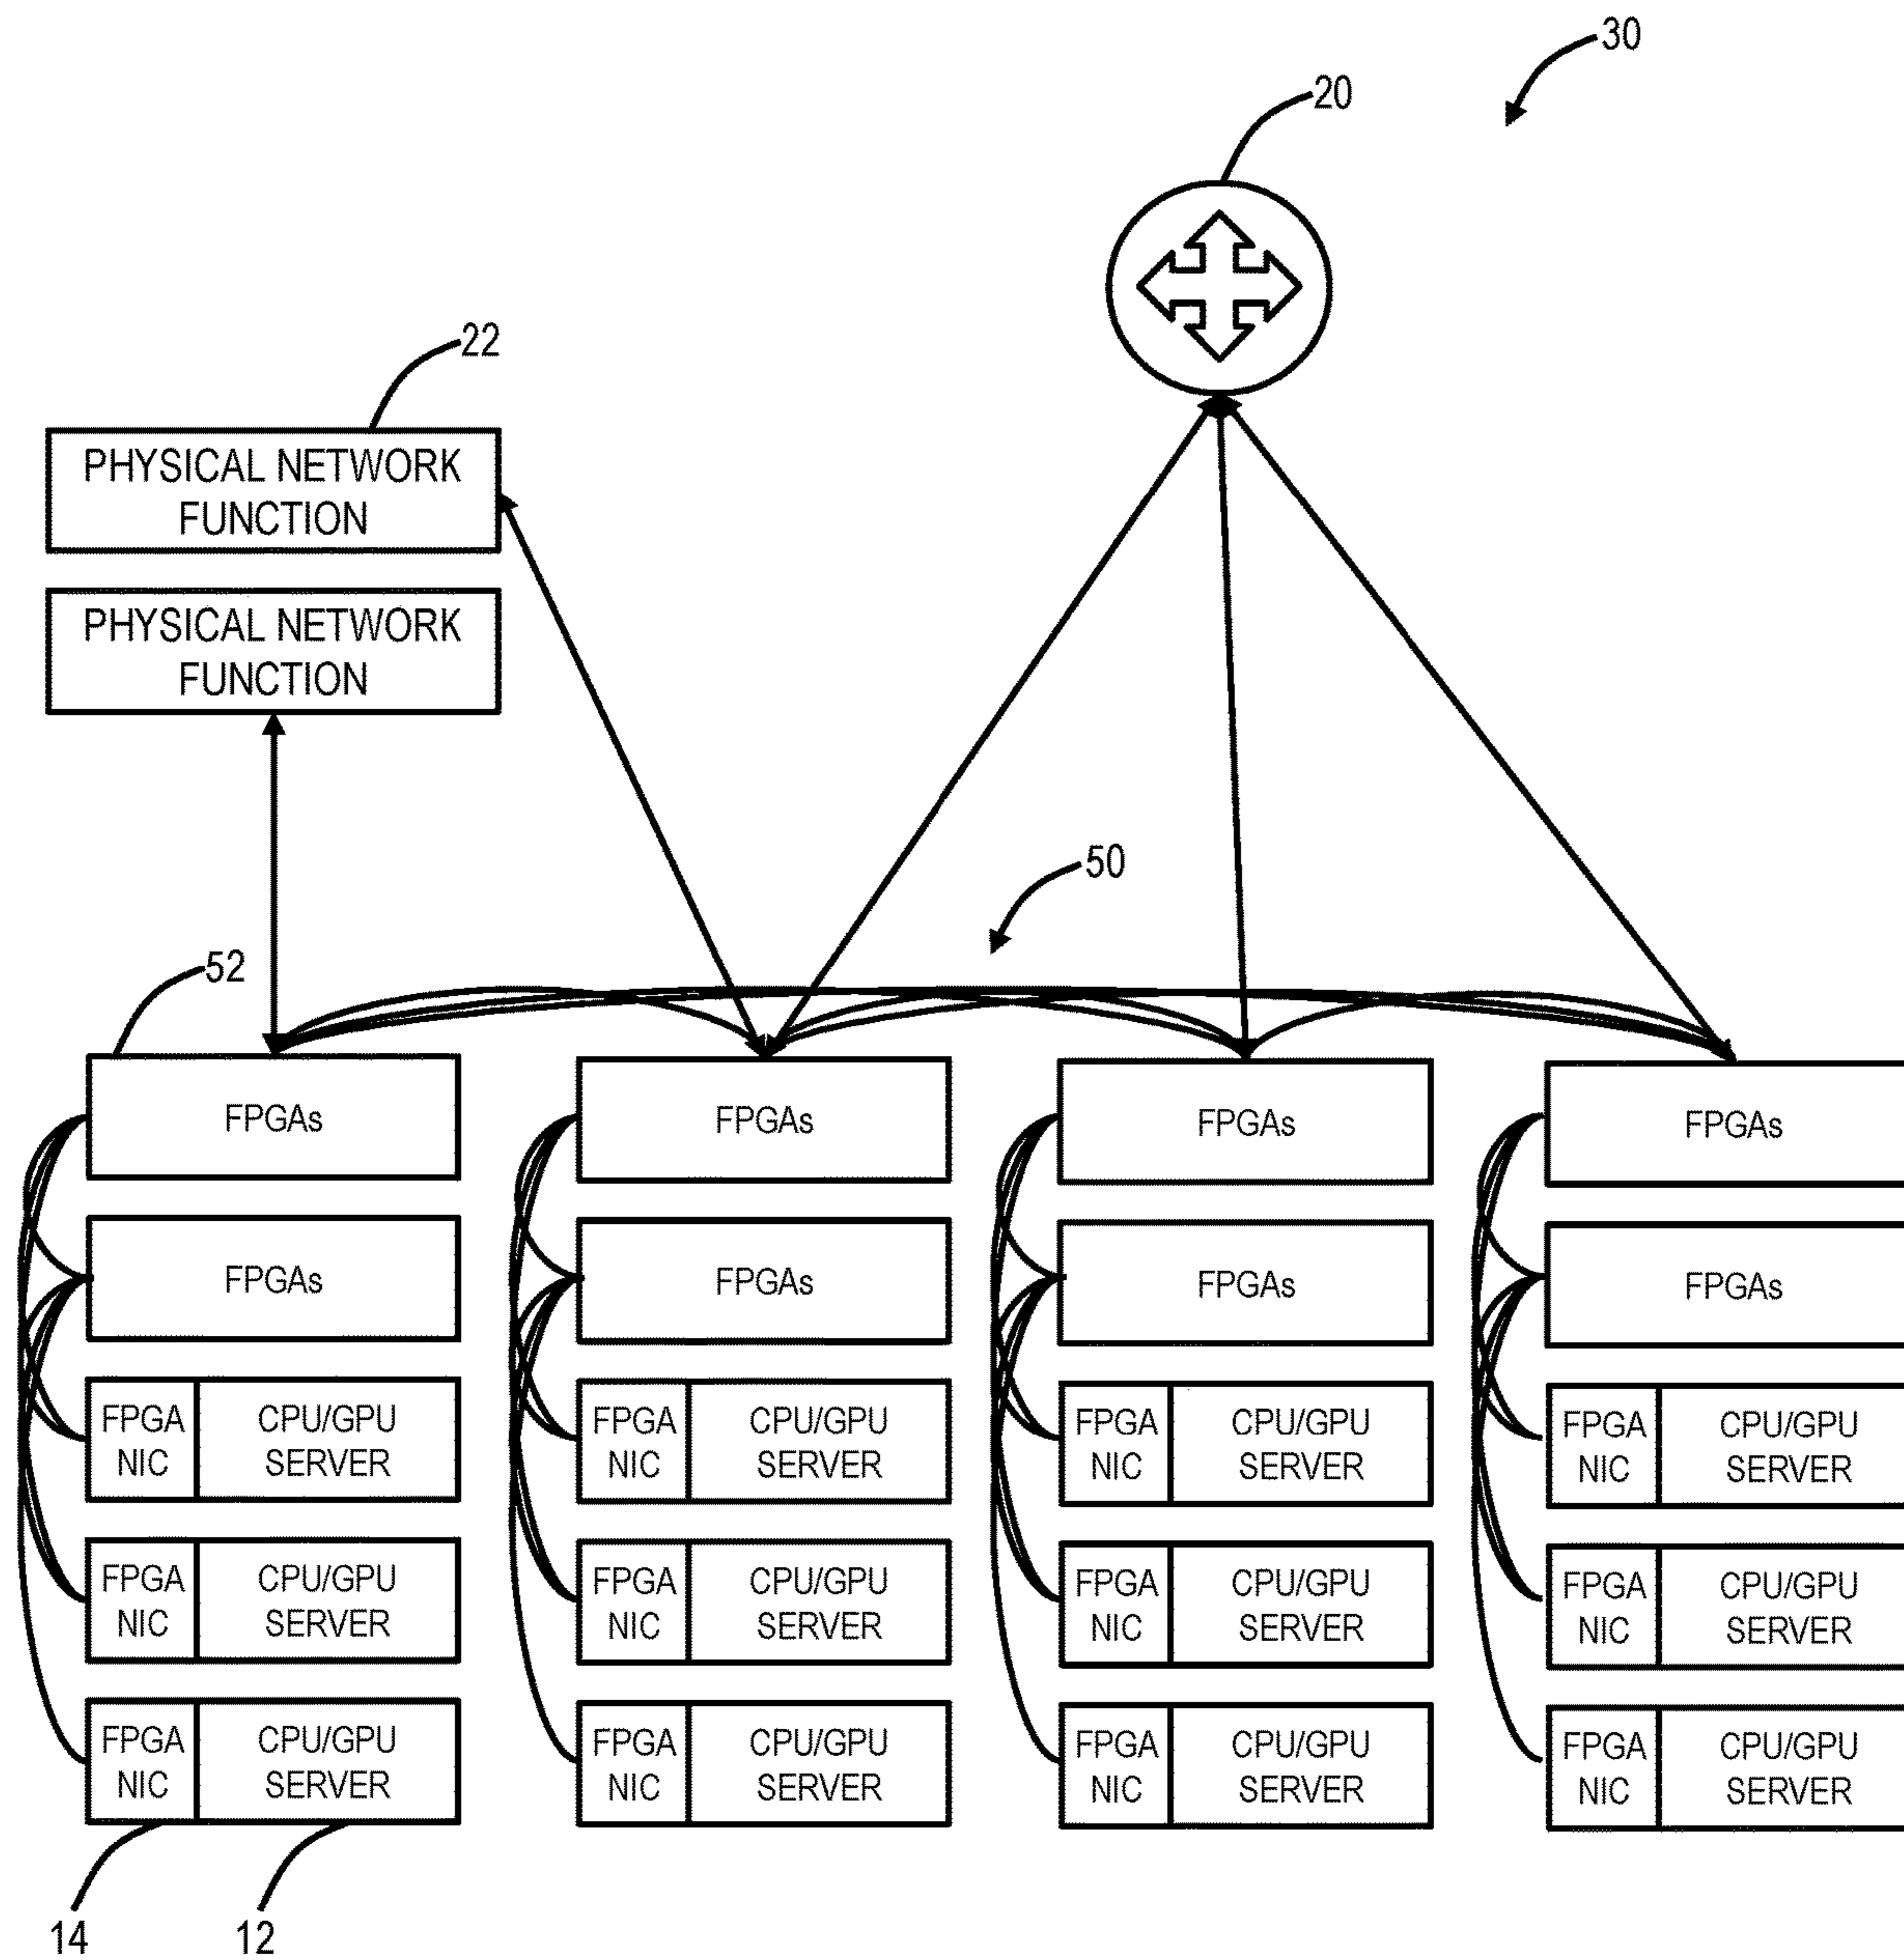 30
20
22
PHYSICAL NETWORK
FUNCTION
PHYSICAL NETWORK
FUNCTION
50
52
FPGAs FPGAs FPGAs FPGAs
FPGAs FPGAs FPGAs FPGAs
FPGA CPU/GPU FPGA CPU/GPU FPGA CPU/GPU FPGA CPU/GPU
NIC SERVER NIC SERVER NIC SERVER NIC SERVER
FPGA CPU/GPU FPGA CPU/GPU FPGA CPU/GPU FPGA CPU/GPU
NIC SERVER NIC SERVER NIC SERVER NIC SERVER
FPGA CPU/GPU FPGA CPU/GPU FPGA CPU/GPU FPGA CPU/GPU
NIC SERVER NIC SERVER NIC SERVER NIC SERVER
14 12